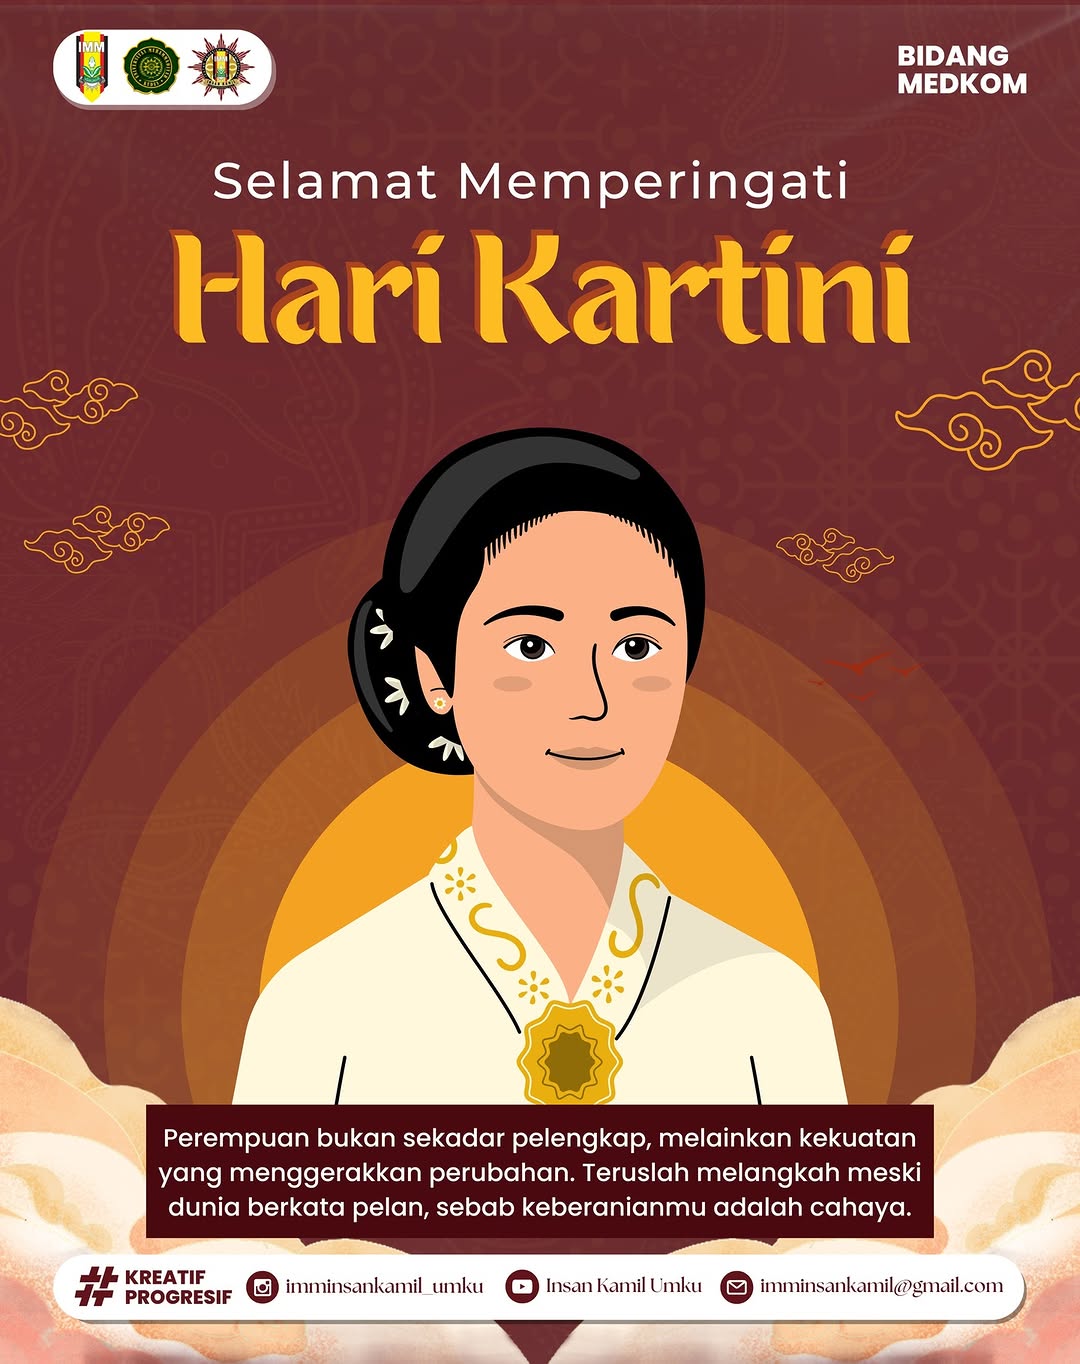 IMM
BIDANG
MEDKOM
Selamat Memperingati
Hari Kartini
Perempuan bukan sekadar pelengkap, melainkan kekuatan
yang menggerakkan perubahan. Teruslah melangkah meski
dunia berkata pelan, sebab keberanianmu adalah cahaya.
# KREATIF
PROGRESIF
imminsankamil_umku
Insan Kamil Umku
imminsankamil@gmail.com